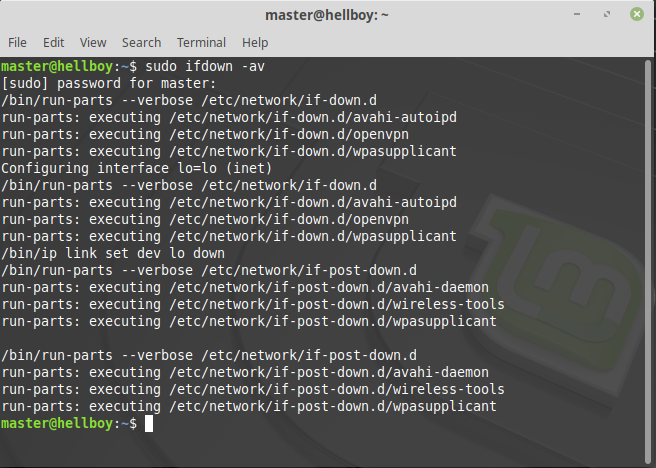 master@hellboy: ~
File Edit View Search Terminal Help
master@hellboy:~$ sudo ifdown -av
[sudo] password for master:
/bin/run-parts --verbose /etc/network/if-down.d
run-parts: executing /etc/network/if-down.d/avahi-autoipd
run-parts: executing /etc/network/if-down.d/openvpn
run-parts: executing /etc/network/if-down.d/wpasupplicant
Configuring interface lo=lo (inet)
/bin/run-parts --verbose /etc/network/if-down.d
run-parts: executing /etc/network/if-down.d/avahi-autoipd
run-parts: executing /etc/network/if-down.d/openvpn
run-parts: executing /etc/network/if-down.d/wpasupplicant
/bin/ip link set dev lo down
/bin/run-parts --verbose /etc/network/if-post-down.d
run-parts: executing /etc/network/if-post-down.d/avahi-daemon
run-parts: executing /etc/network/if-post-down.d/wireless-tools
run-parts: executing /etc/network/if-post-down.d/wpasupplicant

/bin/run-parts --verbose /etc/network/if-post-down.d
run-parts: executing /etc/network/if-post-down.d/avahi-daemon
run-parts: executing /etc/network/if-post-down.d/wireless-tools
run-parts: executing /etc/network/if-post-down.d/wpasupplicant
master@hellboy:~$